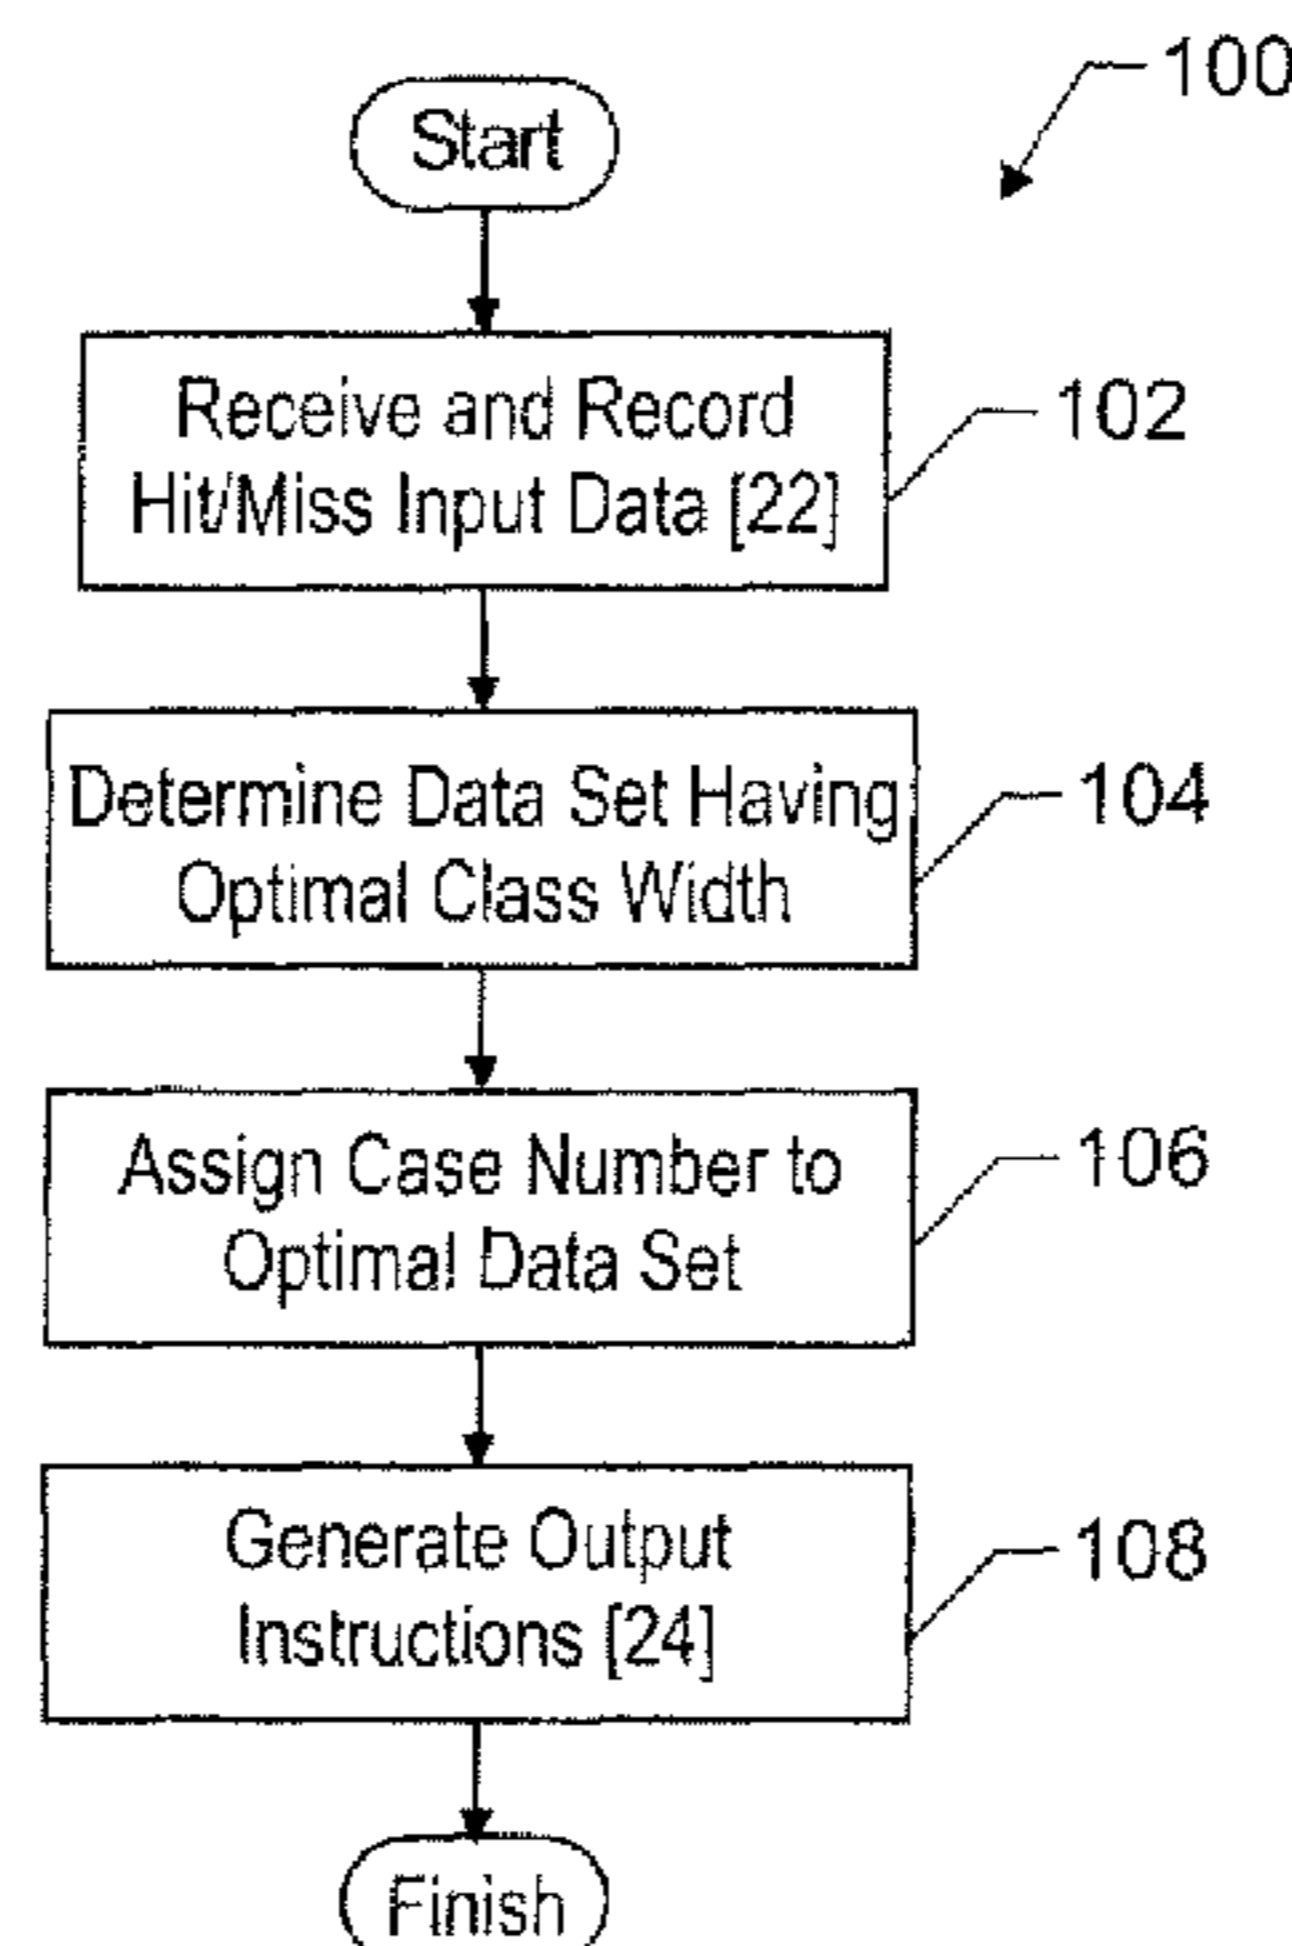 100
Start
Receive and Record
Hit/Miss Input Data [22]
102
Determine Data Set Having
Optimal Class Width
104
Assign Case Number to
Optimal Data Set
106
Generate Output
Instructions [24]
108
Finish